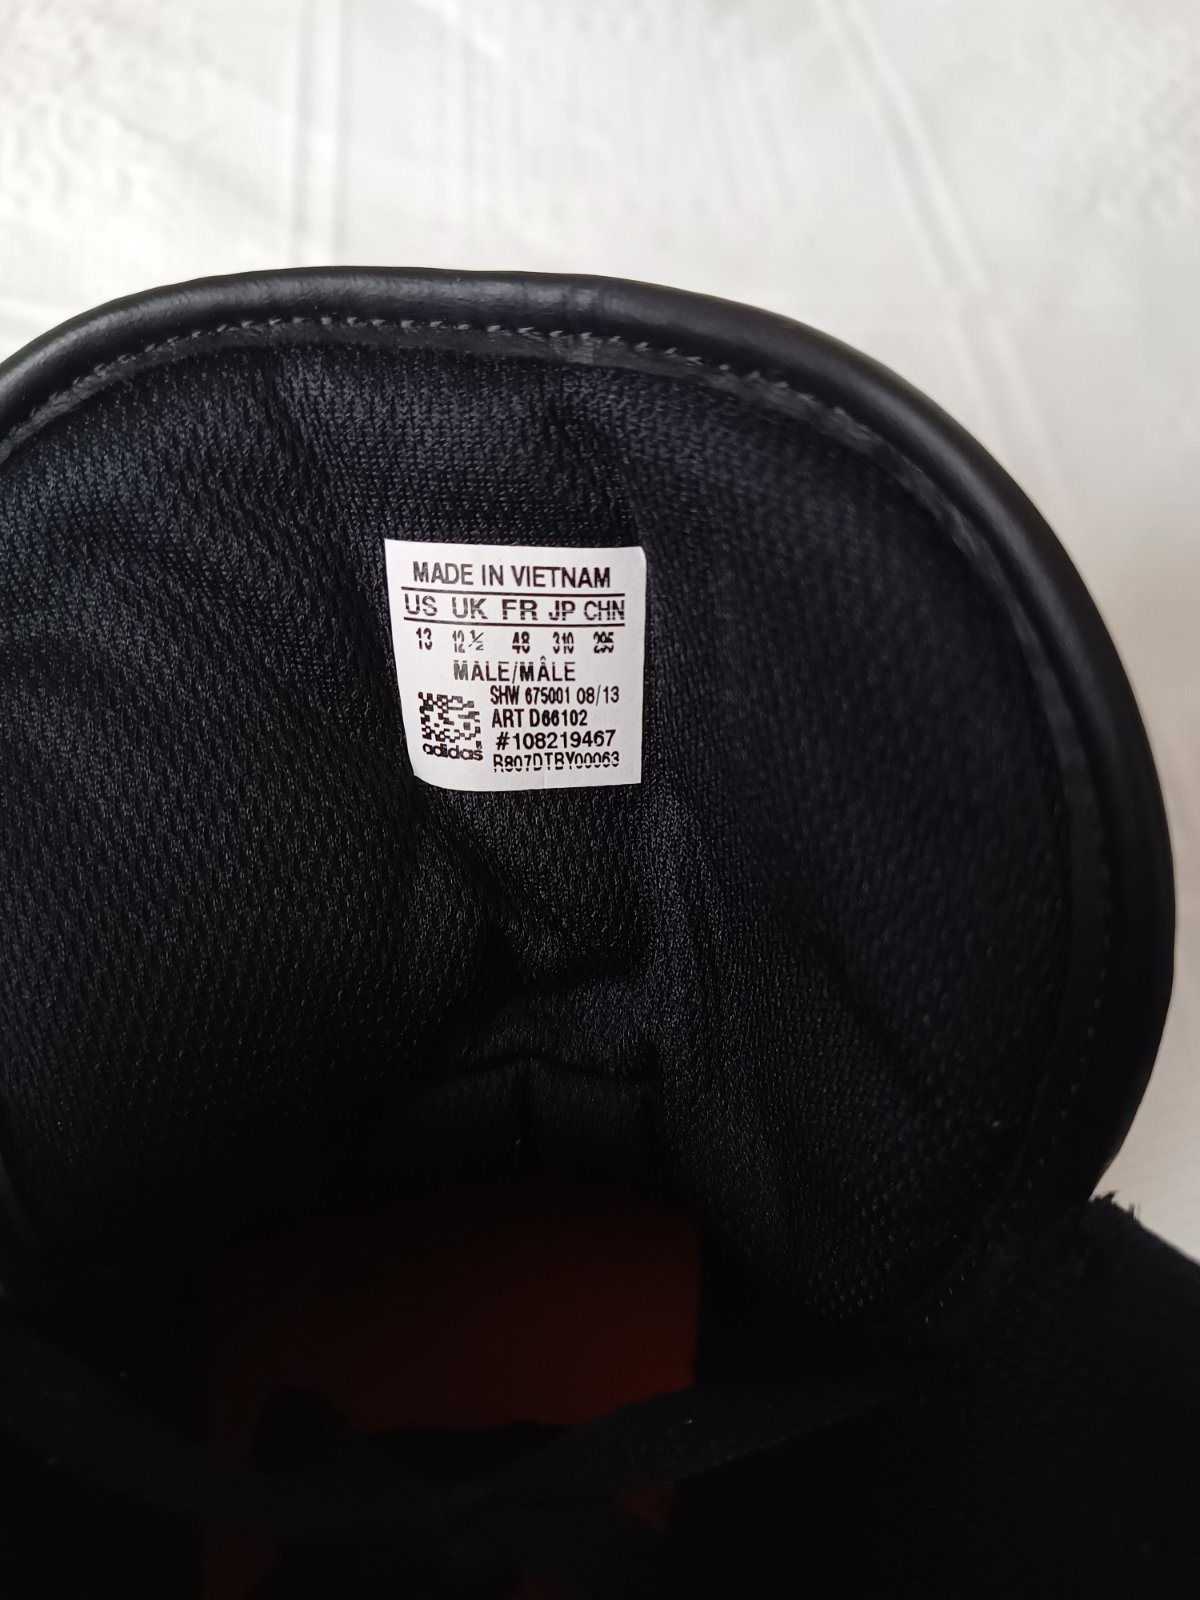 MADE IN VIETNAM
US UK FR JP CHN
13 12½ 48 310 295
MALE/MÂLE
SHW 675001 08/13
ART D66102
#108219467
adidas R807DTBY00063